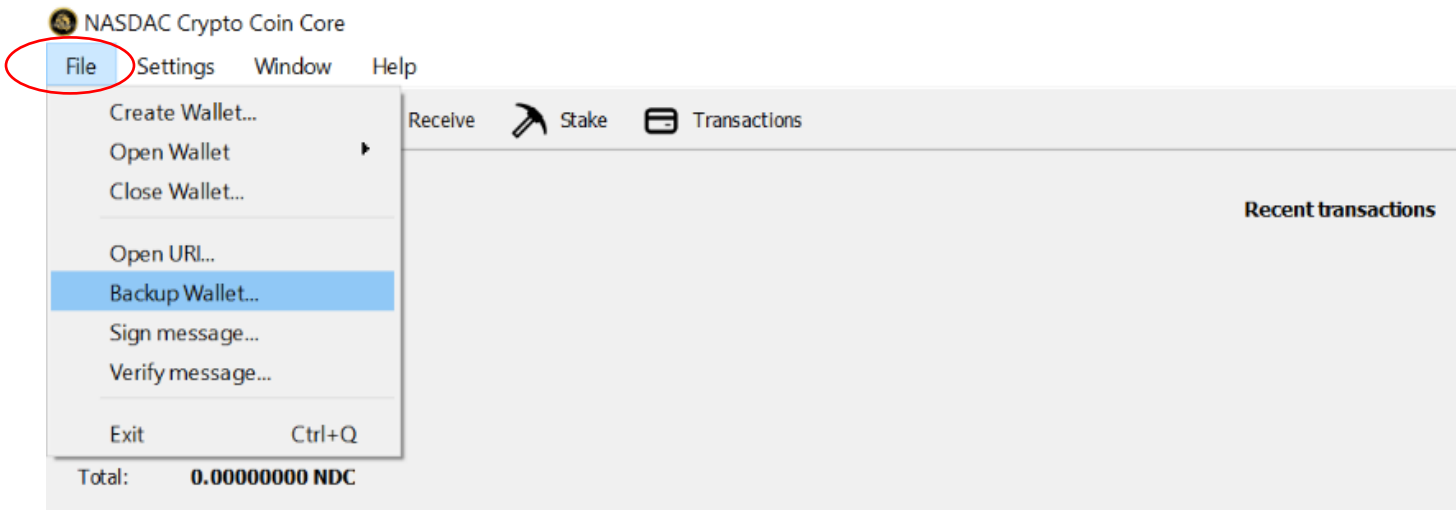 NASDAC Crypto Coin Core
File Settings Window Help
Create Wallet...
Open Wallet
Close Wallet...
Open URI...
Backup Wallet...
Sign message...
Verify message...
Exit Ctrl+Q
Receive Stake Transactions
Recent transactions
Total: 0.00000000 NDC